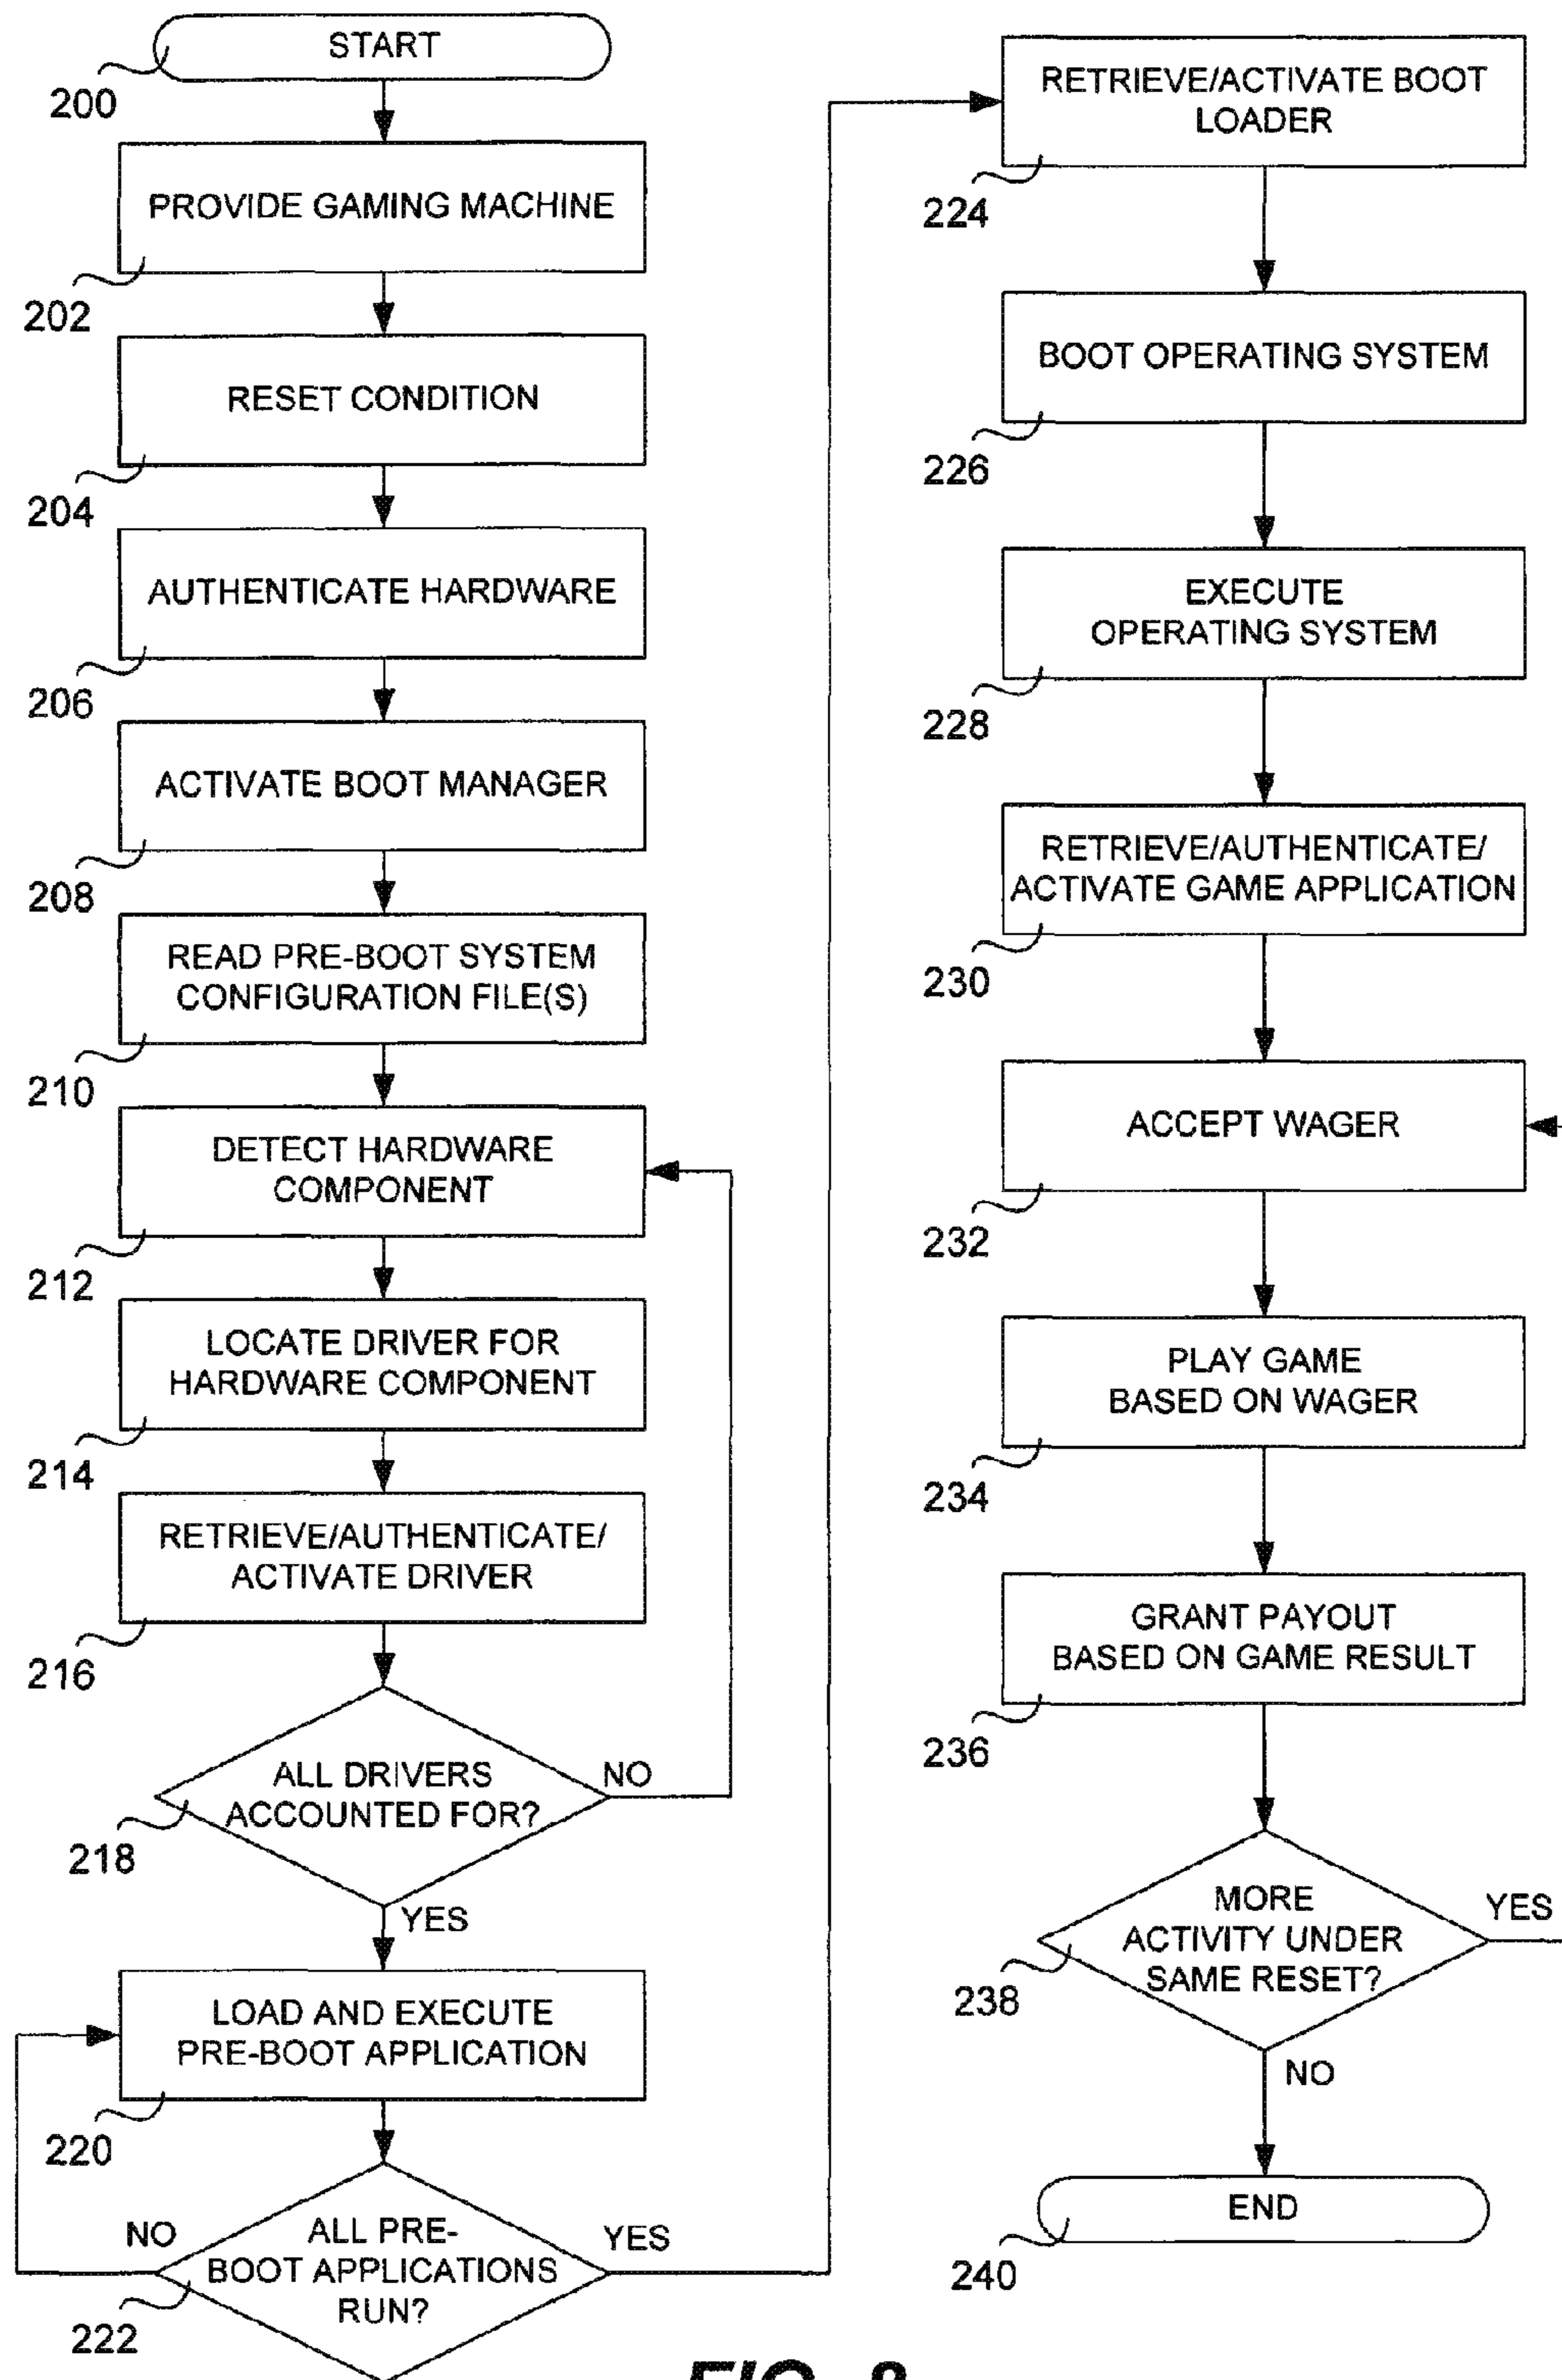 START
200
PROVIDE GAMING MACHINE
202
RESET CONDITION
204
AUTHENTICATE HARDWARE
206
ACTIVATE BOOT MANAGER
208
READ PRE-BOOT SYSTEM
CONFIGURATION FILE(S)
210
DETECT HARDWARE
COMPONENT
212
LOCATE DRIVER FOR
HARDWARE COMPONENT
214
RETRIEVE/AUTHENTICATE/
ACTIVATE DRIVER
216
ALL DRIVERS
ACCOUNTED FOR?
NO
218
YES
LOAD AND EXECUTE
PRE-BOOT APPLICATION
220
NO
ALL PRE-
BOOT APPLICATIONS
RUN?
YES
222
RETRIEVE/ACTIVATE BOOT
LOADER
224
BOOT OPERATING SYSTEM
226
EXECUTE
OPERATING SYSTEM
228
RETRIEVE/AUTHENTICATE/
ACTIVATE GAME APPLICATION
230
ACCEPT WAGER
232
PLAY GAME
BASED ON WAGER
234
GRANT PAYOUT
BASED ON GAME RESULT
236
MORE
ACTIVITY UNDER
SAME RESET?
YES
238
NO
END
240